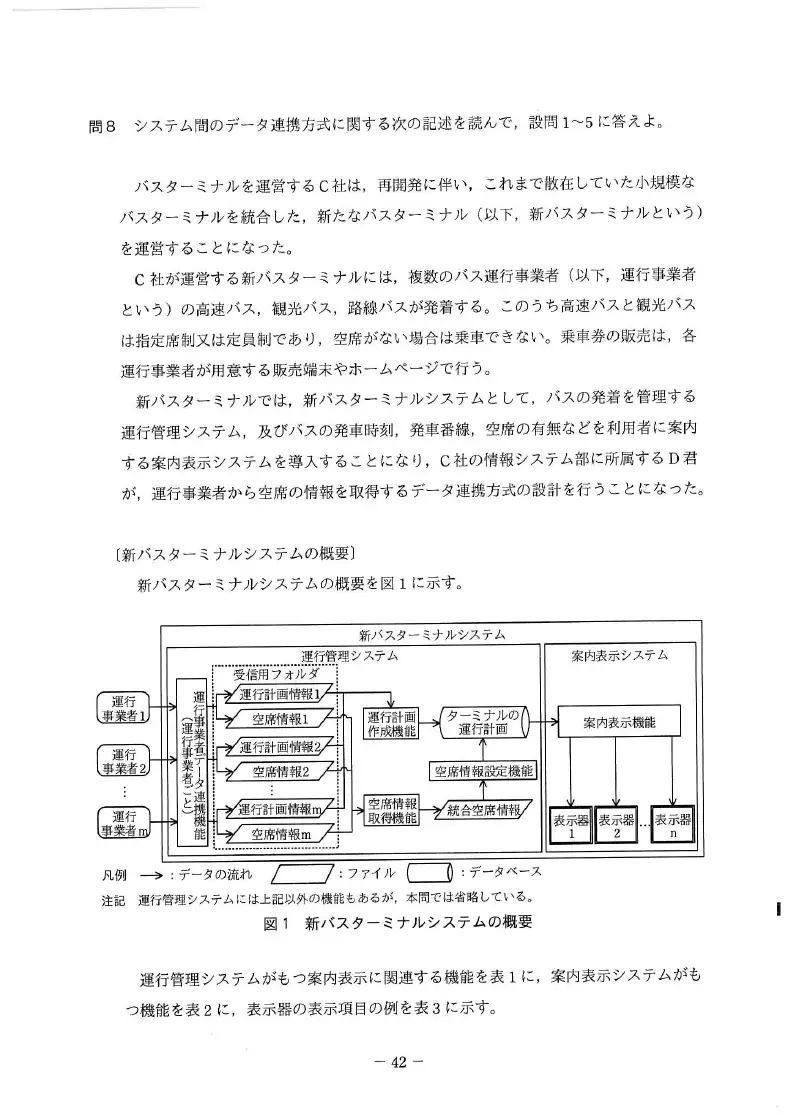 問8 システム間のデータ連携方式に関する次の記述を読んで，設問1～5に答えよ。
バスターミナルを運営するC社は，再開発に伴い，これまで散在していた小規模な
バスターミナルを統合した，新たなバスターミナル（以下，新バスターミナルという）
を運営することになった。
C社が運営する新バスターミナルには，複数のバス運行事業者（以下，運行事業者
という）の高速バス，観光バス，路線バスが発着する。このうち高速バスと観光バス
は指定席制又は定員制であり，空席がない場合は乗車できない。乗車券の販売は，各
運行事業者が用意する販売端末やホームページで行う。
新バスターミナルでは，新バスターミナルシステムとして，バスの発着を管理する
運行管理システム，及びバスの発車時刻，発車番線，空席の有無などを利用者に案内
する案内表示システムを導入することになり，C社の情報システム部に所属するD君
が，運行事業者から空席の情報を取得するデータ連携方式の設計を行うことになった。
〔新バスターミナルシステムの概要〕
新バスターミナルシステムの概要を図1に示す。
新バスターミナルシステム
運行管理システム
案内表示システム
受信用フォルダ
運行
事業者1
運行
事業者2
⋮
運行
事業者m
運行事業者データ連携機能
（運行事業者ごと）
運行計画情報1
空席情報1
運行計画情報2
空席情報2
⋮
運行計画情報m
空席情報m
運行計画
作成機能
空席情報
取得機能
ターミナルの
運行計画
空席情報設定機能
統合空席情報
案内表示機能
表示器
1
表示器
2
…
表示器
n
凡例 →：データの流れ ：ファイル ：データベース
注記 運行管理システムには上記以外の機能もあるが，本問では省略している。
図1 新バスターミナルシステムの概要
運行管理システムがもつ案内表示に関連する機能を表1に，案内表示システムがも
つ機能を表2に，表示器の表示項目の例を表3に示す。
－ 42 －